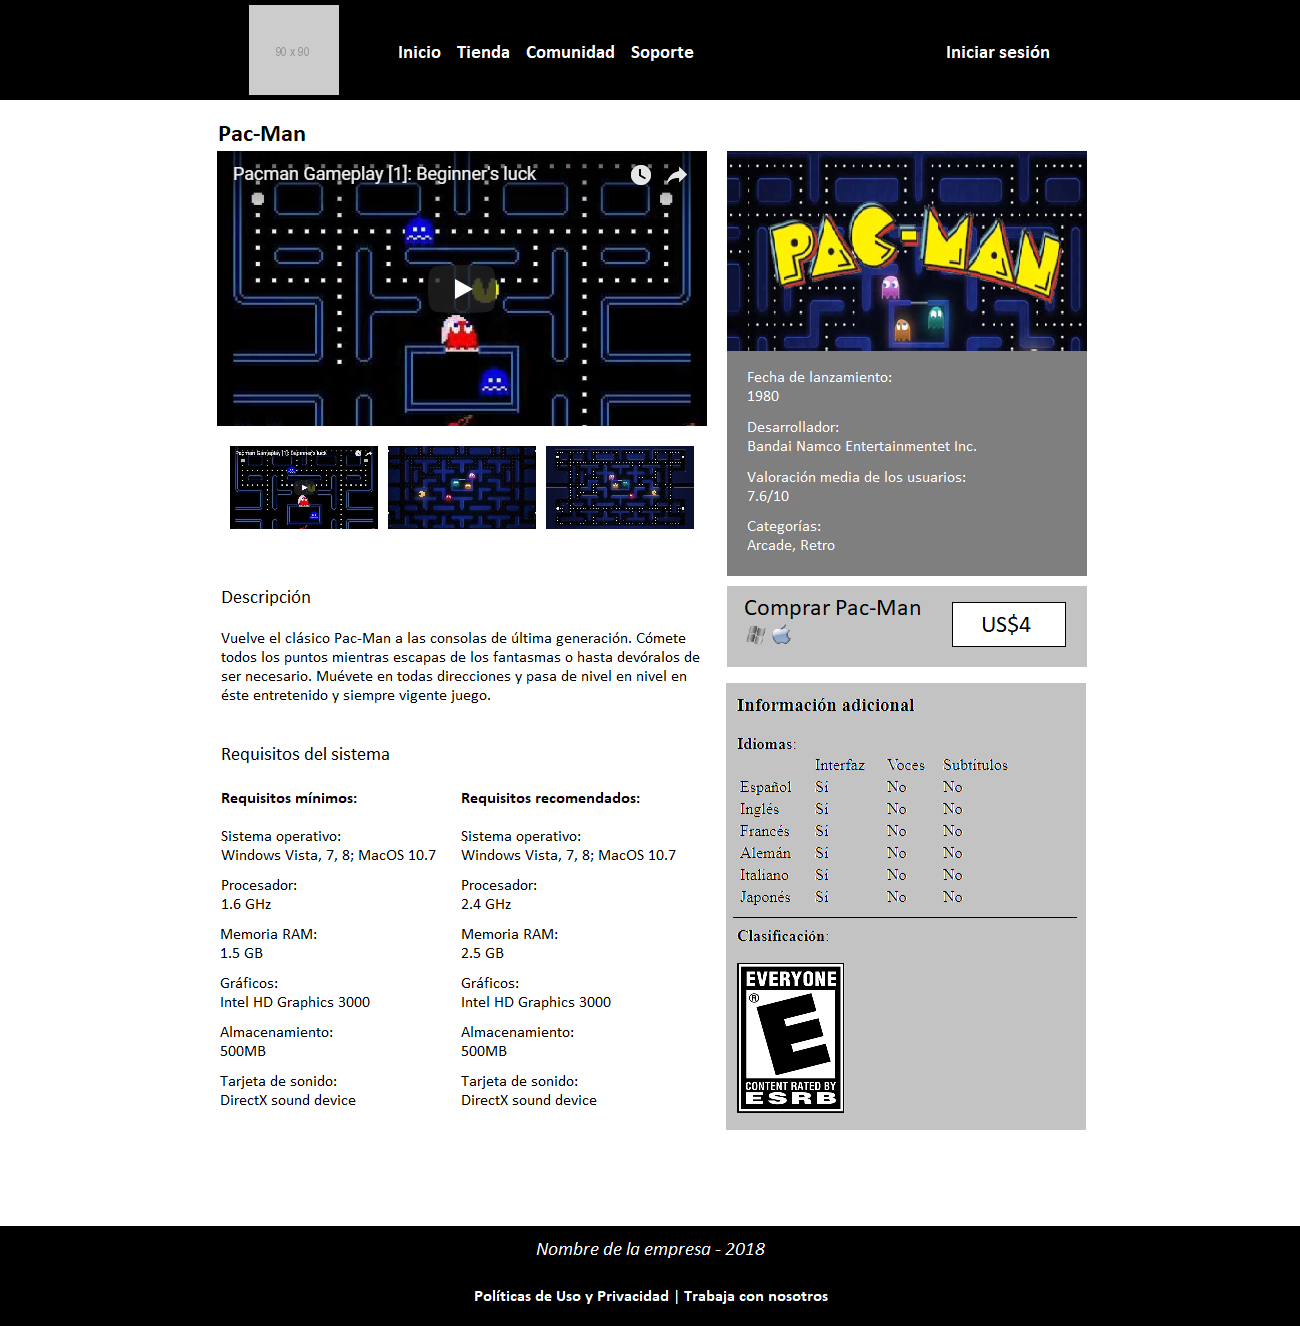 90 x 90
Inicio Tienda Comunidad Soporte
Iniciar sesión
Pac-Man
Pacman Gameplay [1]: Beginner's luck
PAC-MAN
Fecha de lanzamiento:
1980
Desarrollador:
Bandai Namco Entertainmentet Inc.
Valoración media de los usuarios:
7.6/10
Categorías:
Arcade, Retro
Pacman Gameplay [1]: Beginner's luck
Descripción
Vuelve el clásico Pac-Man a las consolas de última generación. Cómete
todos los puntos mientras escapas de los fantasmas o hasta devóralos de
ser necesario. Muévete en todas direcciones y pasa de nivel en nivel en
éste entretenido y siempre vigente juego.
Comprar Pac-Man
US$4
Requisitos del sistema
Requisitos mínimos:
Sistema operativo:
Windows Vista, 7, 8; MacOS 10.7
Procesador:
1.6 GHz
Memoria RAM:
1.5 GB
Gráficos:
Intel HD Graphics 3000
Almacenamiento:
500MB
Tarjeta de sonido:
DirectX sound device
Requisitos recomendados:
Sistema operativo:
Windows Vista, 7, 8; MacOS 10.7
Procesador:
2.4 GHz
Memoria RAM:
2.5 GB
Gráficos:
Intel HD Graphics 3000
Almacenamiento:
500MB
Tarjeta de sonido:
DirectX sound device
Información adicional
Idiomas:
Interfaz Voces Subtítulos
Español Sí No No
Inglés Sí No No
Francés Sí No No
Alemán Sí No No
Italiano Sí No No
Japonés Sí No No
Clasificación:
EVERYONE
®
E
CONTENT RATED BY
ESRB
Nombre de la empresa - 2018
Políticas de Uso y Privacidad | Trabaja con nosotros